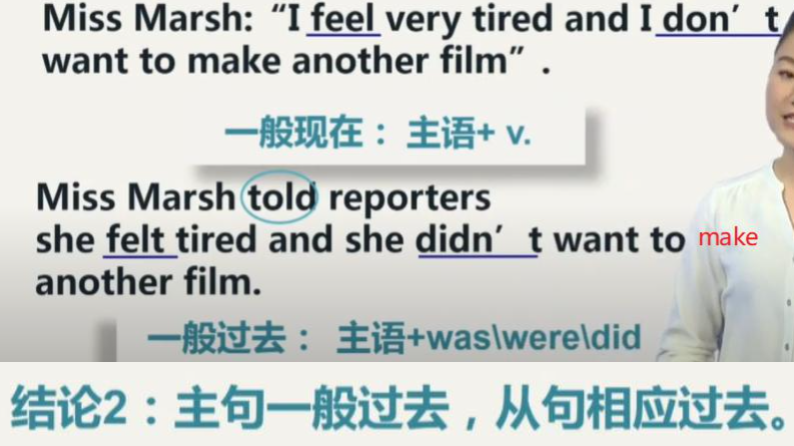 Miss Marsh:“I feel very tired and I don’t
want to make another film”.
一般现在：主语+ v.
Miss Marsh told reporters
she felt tired and she didn’t want to make
another film.
一般过去：主语+was\were\did
结论2：主句一般过去，从句相应过去。